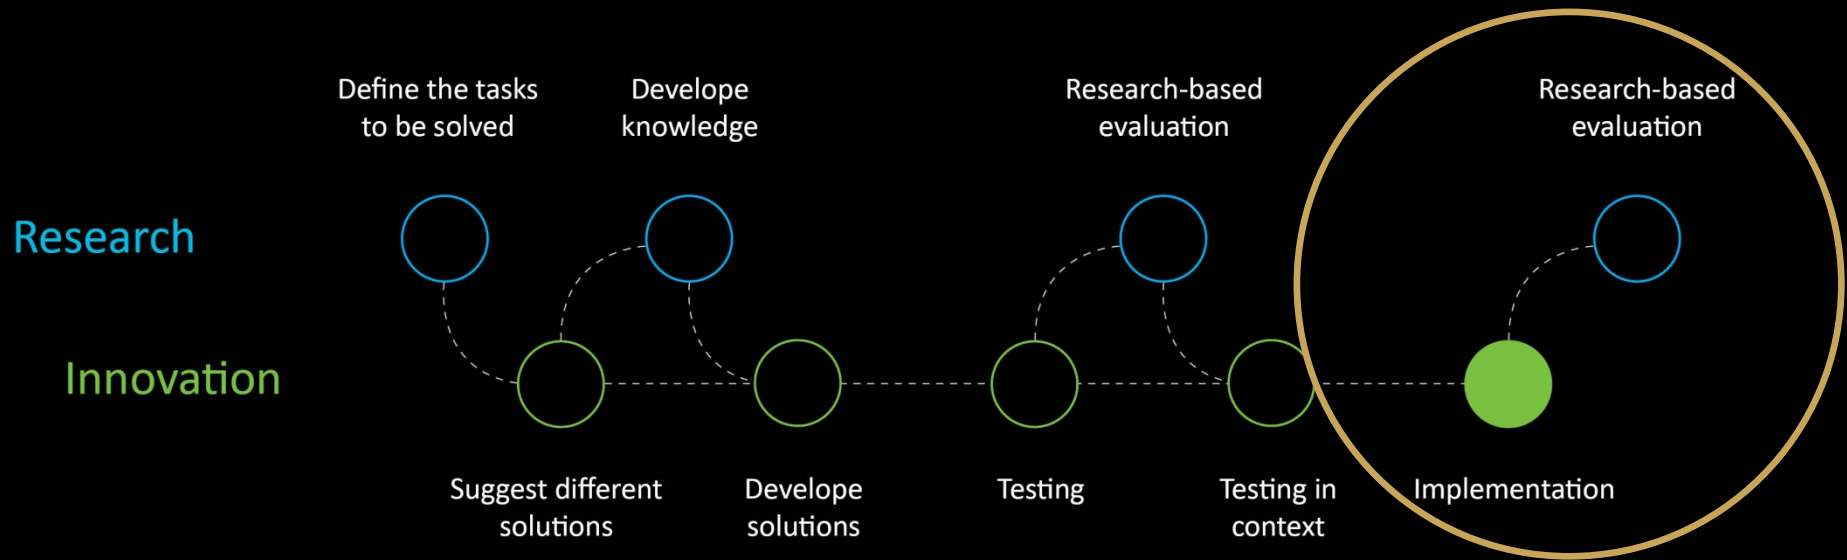 Define the tasks
to be solved
Develope
knowledge
Research-based
evaluation
Research-based
evaluation
Research
Innovation
Suggest different
solutions
Develope
solutions
Testing
Testing in
context
Implementation